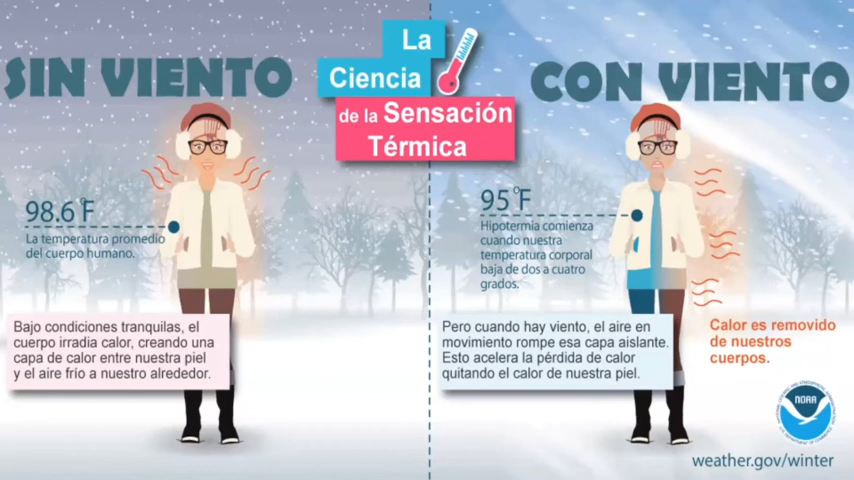 La
Ciencia
de la Sensación
Térmica
SIN VIENTO
98.6°F
La temperatura promedio
del cuerpo humano.
Bajo condiciones tranquilas, el
cuerpo irradia calor, creando una
capa de calor entre nuestra piel
y el aire frío a nuestro alrededor.
CON VIENTO
95°F
Hipotermia comienza
cuando nuestra
temperatura corporal
baja de dos a cuatro
grados.
Pero cuando hay viento, el aire en
movimiento rompe esa capa aislante.
Esto acelera la pérdida de calor
quitando el calor de nuestra piel.
Calor es removido
de nuestros
cuerpos.
NOAA
weather.gov/winter